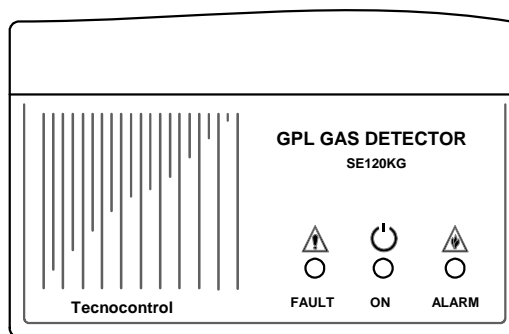 GPL GAS DETECTOR
SE120KG
FAULT ON ALARM
Tecnocontrol